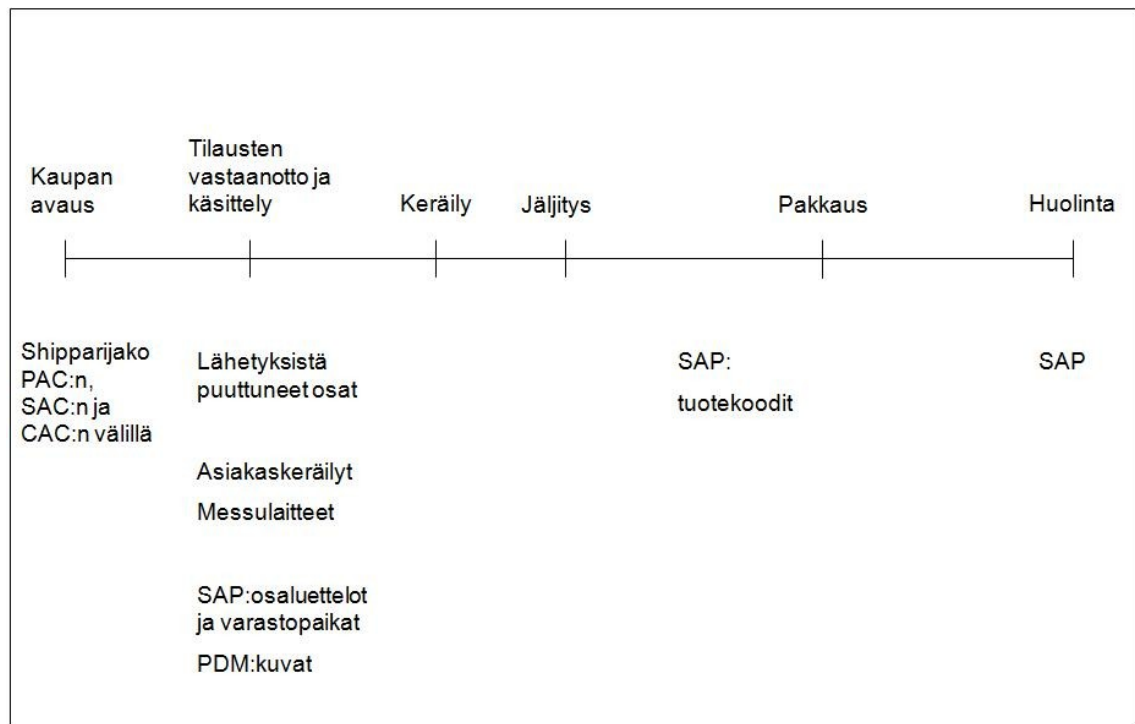 Kaupan
avaus
Tilausten
vastaanotto ja
käsittely
Keräily
Jäljitys
Pakkaus
Huolinta
Shipparijako
PAC:n,
SAC:n ja
CAC:n välillä
Lähetyksistä
puuttuneet osat
Asiakaskeräilyt
Messulaitteet
SAP:osaluettelot
ja varastopaikat
PDM:kuvat
SAP:
tuotekoodit
SAP